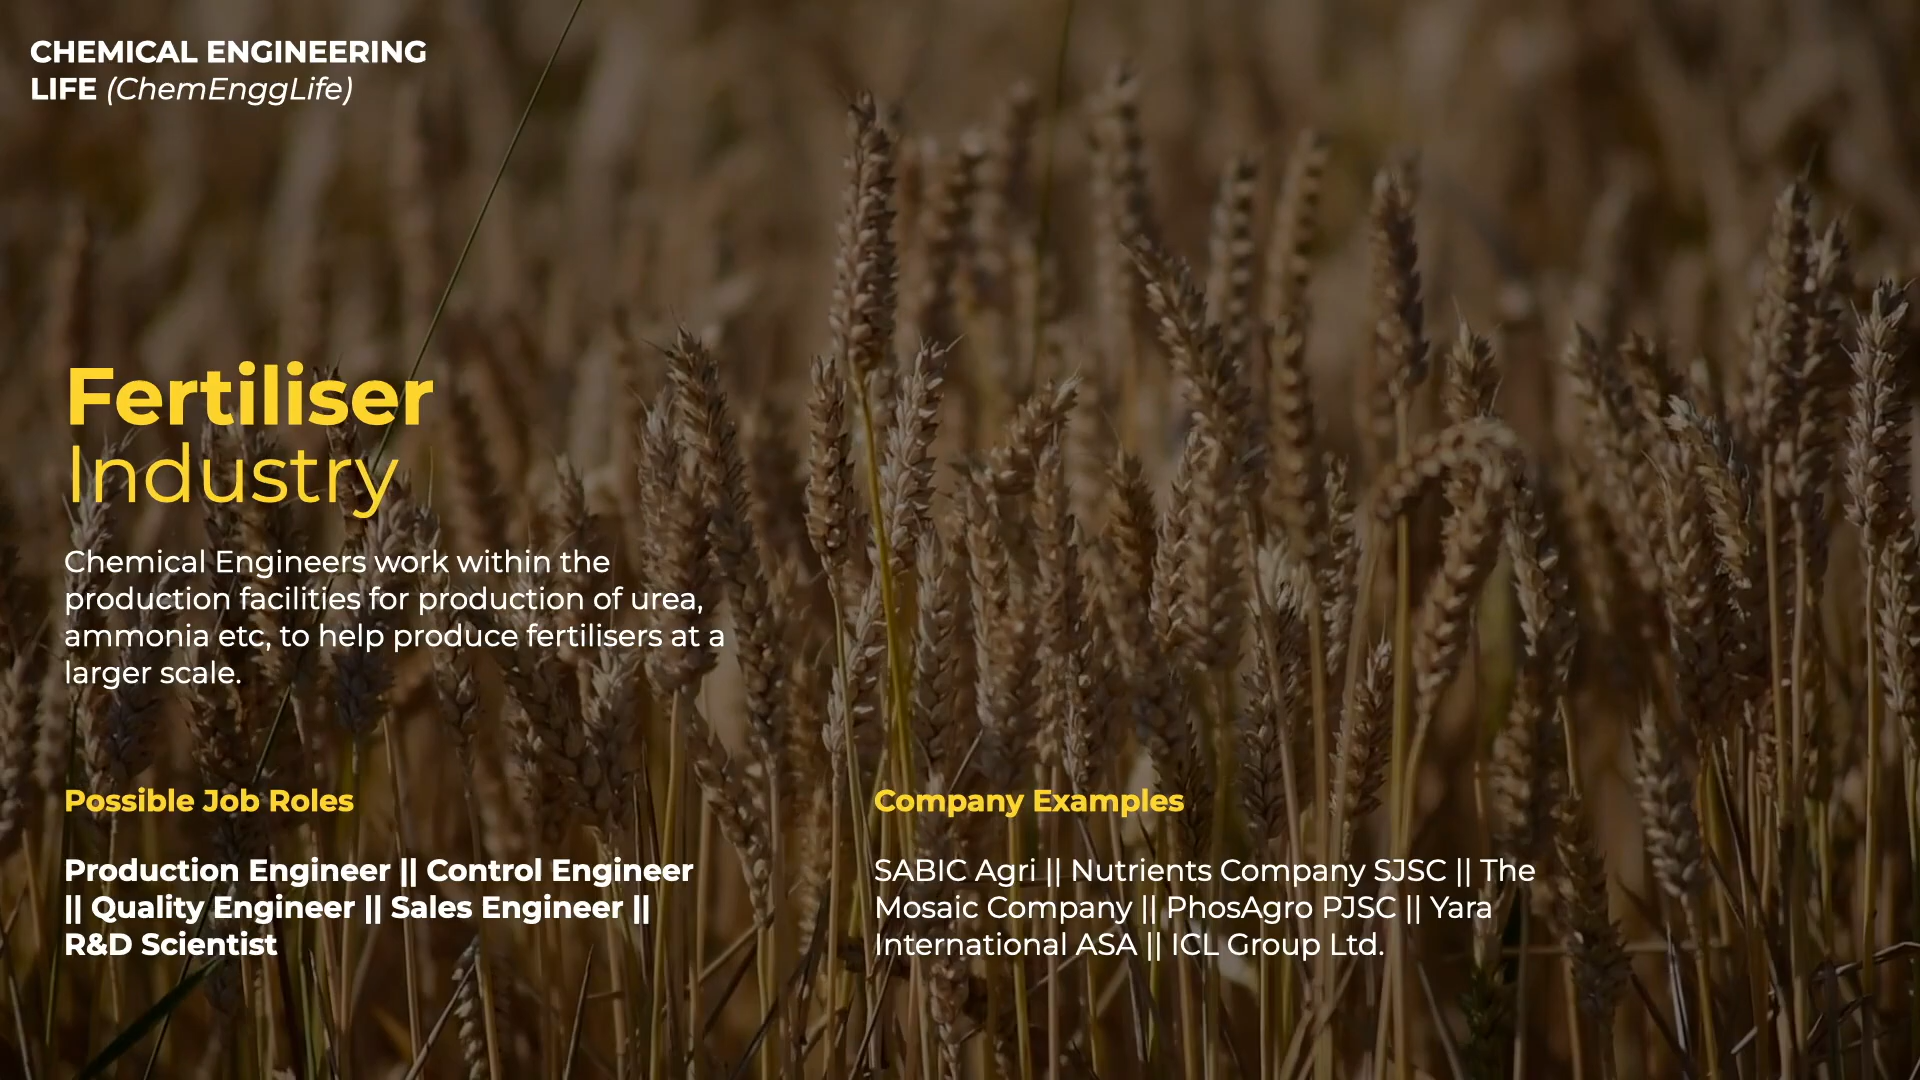 CHEMICAL ENGINEERING
LIFE (ChemEnggLife)
Fertiliser
Industry
Chemical Engineers work within the
production facilities for production of urea,
ammonia etc, to help produce fertilisers at a
larger scale.
Possible Job Roles
Production Engineer || Control Engineer
|| Quality Engineer || Sales Engineer ||
R&D Scientist
Company Examples
SABIC Agri || Nutrients Company SJSC || The
Mosaic Company || PhosAgro PJSC || Yara
International ASA || ICL Group Ltd.